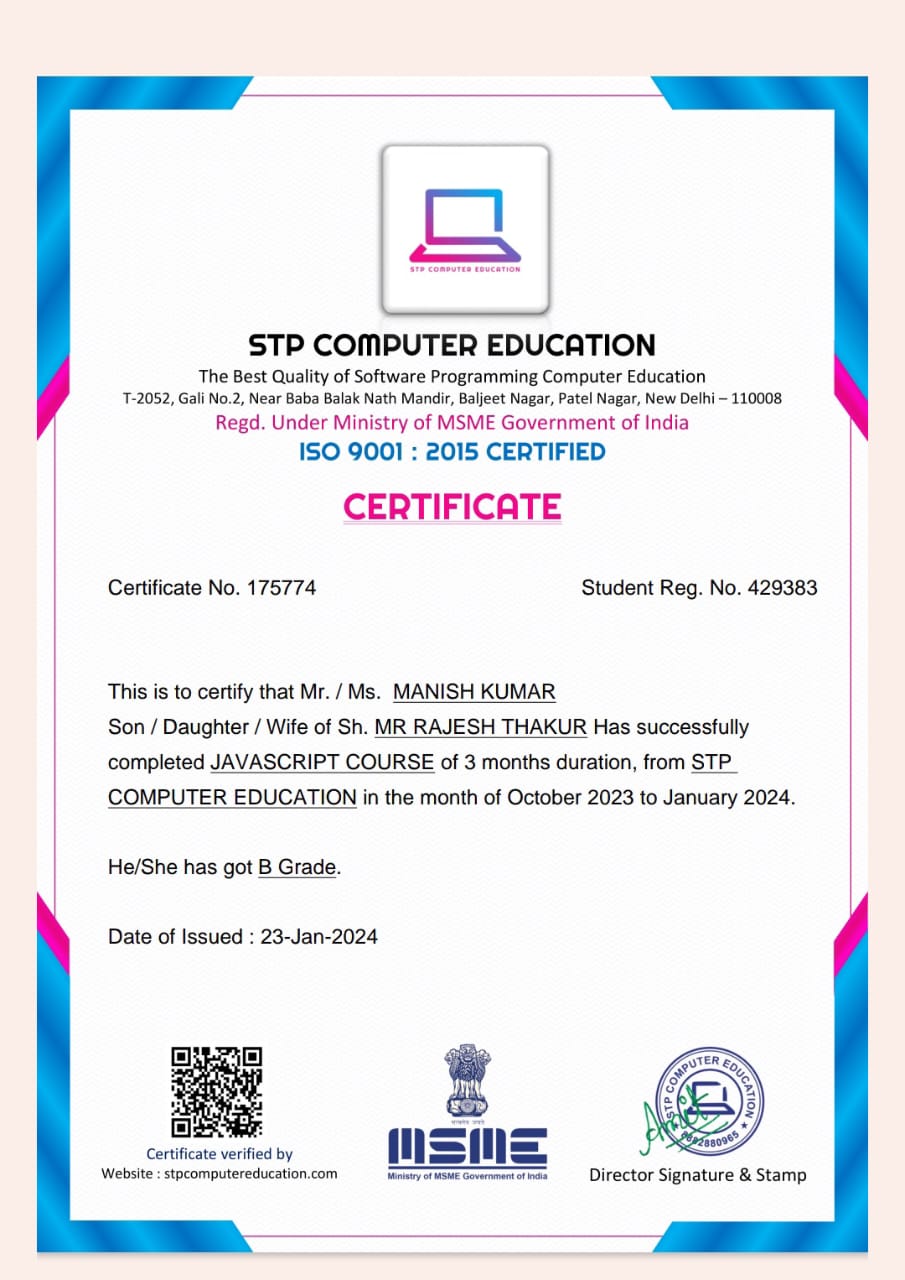 STP COMPUTER EDUCATION
STP COMPUTER EDUCATION
The Best Quality of Software Programming Computer Education
T-2052, Gali No.2, Near Baba Balak Nath Mandir, Baljeet Nagar, Patel Nagar, New Delhi – 110008
Regd. Under Ministry of MSME Government of India
ISO 9001 : 2015 CERTIFIED
CERTIFICATE
Certificate No. 175774 Student Reg. No. 429383
This is to certify that Mr. / Ms. MANISH KUMAR
Son / Daughter / Wife of Sh. MR RAJESH THAKUR Has successfully
completed JAVASCRIPT COURSE of 3 months duration, from STP
COMPUTER EDUCATION in the month of October 2023 to January 2024.
He/She has got B Grade.
Date of Issued : 23-Jan-2024
Certificate verified by
Website : stpcomputereducation.com
सत्यमेव जयते
MSME
Ministry of MSME Government of India
STP COMPUTER EDUCATION
Director Signature & Stamp